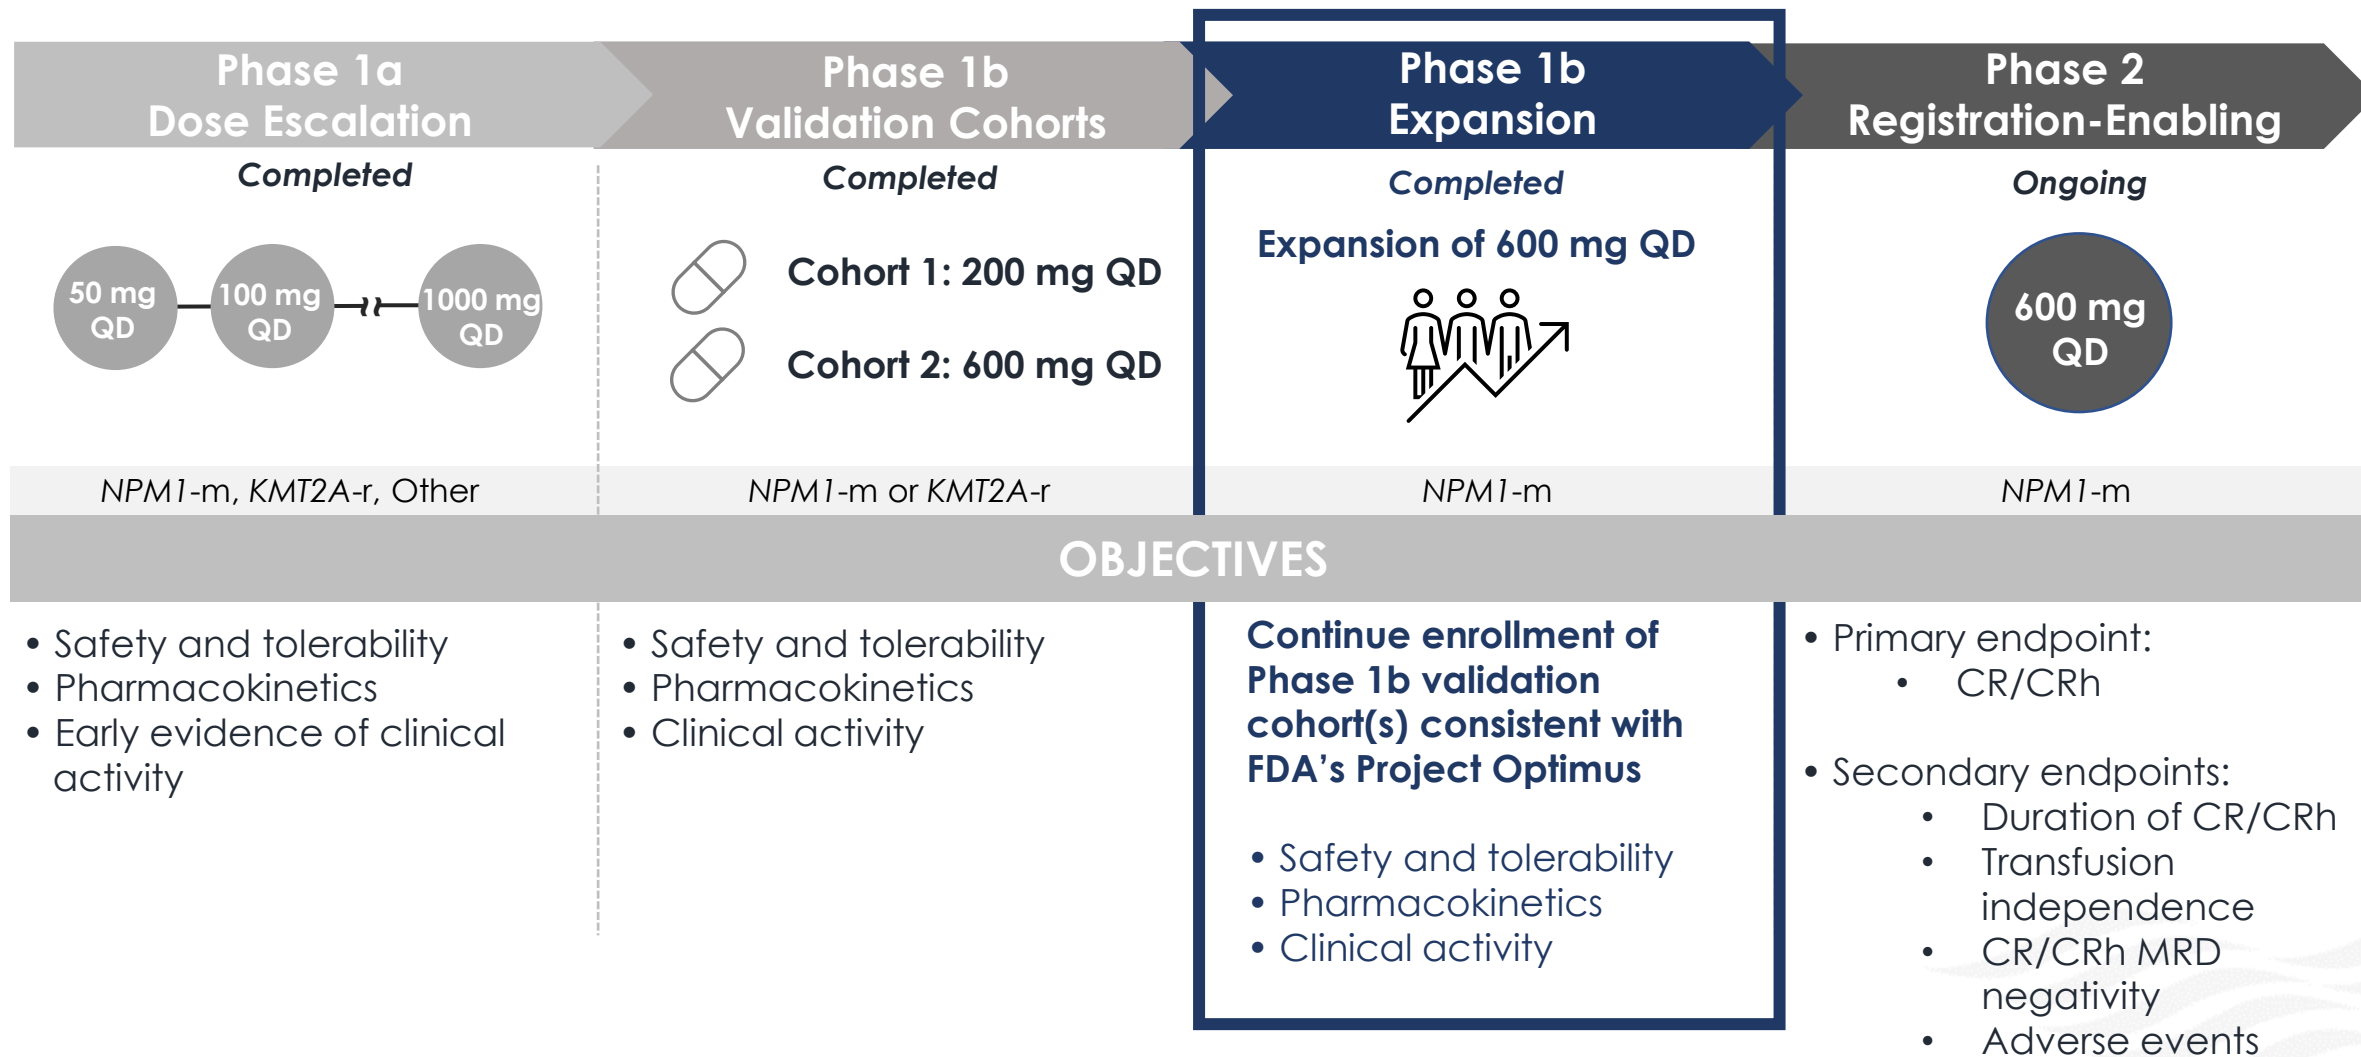 Phase 1a
Dose Escalation
Phase 1b
Validation Cohorts
Phase 1b
Expansion
Phase 2
Registration-Enabling
Completed
Completed
Completed
Ongoing
50 mg
QD
100 mg
QD
1000 mg
QD
Cohort 1: 200 mg QD
Cohort 2: 600 mg QD
Expansion of 600 mg QD
600 mg
QD
NPM1-m, KMT2A-r, Other
NPM1-m or KMT2A-r
NPM1-m
NPM1-m
OBJECTIVES
• Safety and tolerability
• Pharmacokinetics
• Early evidence of clinical
activity
• Safety and tolerability
• Pharmacokinetics
• Clinical activity
Continue enrollment of
Phase 1b validation
cohort(s) consistent with
FDA’s Project Optimus
• Safety and tolerability
• Pharmacokinetics
• Clinical activity
• Primary endpoint:
• CR/CRh
• Secondary endpoints:
• Duration of CR/CRh
• Transfusion
independence
• CR/CRh MRD
negativity
• Adverse events